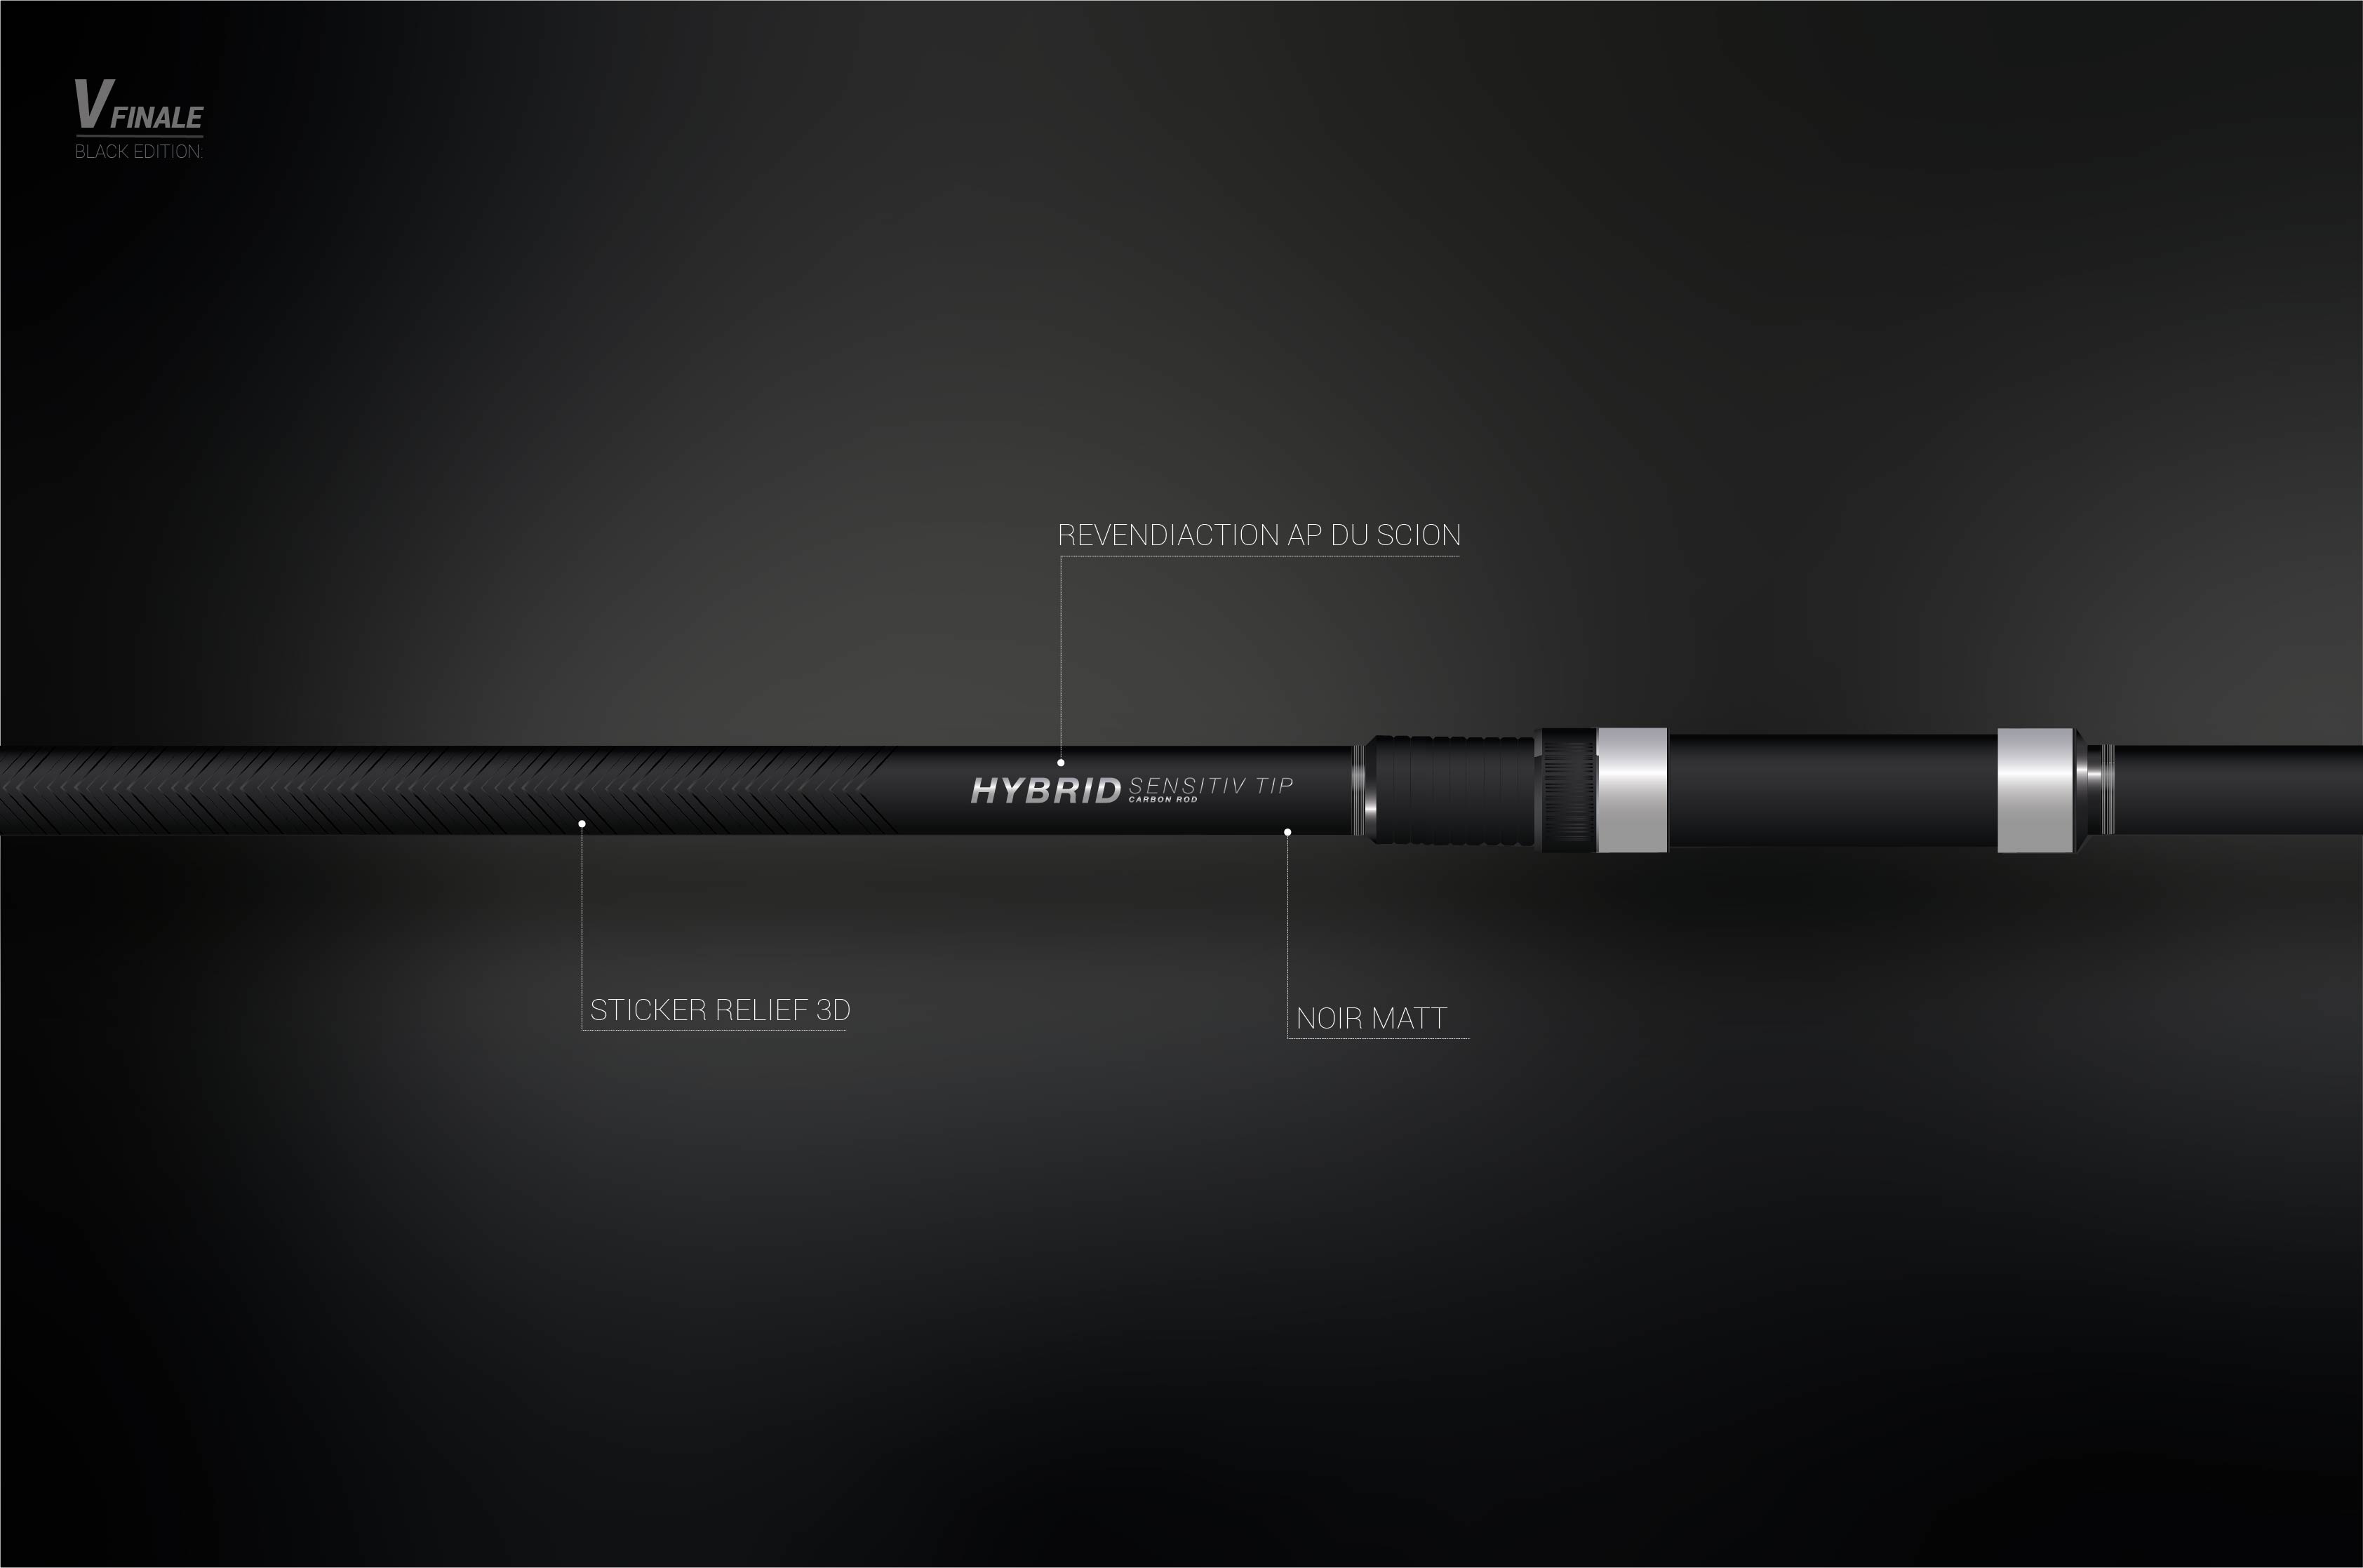 V FINALE
BLACK EDITION:
REVENDIACTION AP DU SCION
HYBRID SENSITIV TIP
CARBON ROD
STICKER RELIEF 3D
NOIR MATT